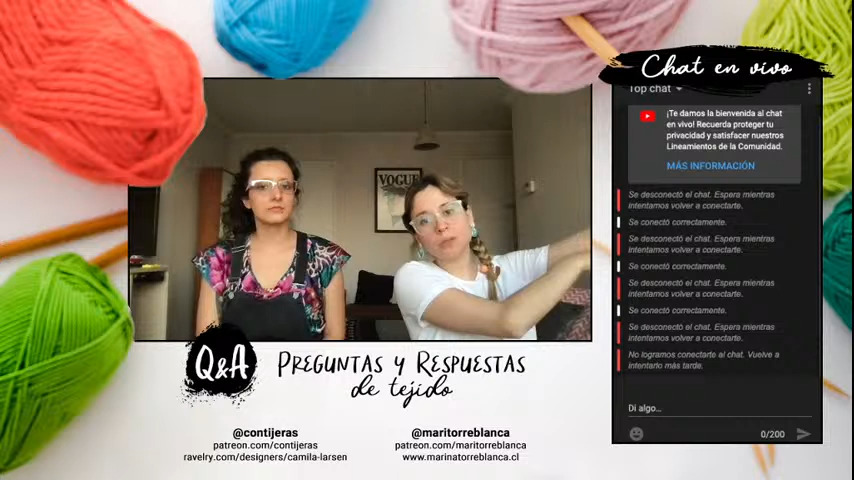 Chat en vivo
Top chat
¡Te damos la bienvenida al chat
en vivo! Recuerda proteger tu
privacidad y satisfacer nuestros
Lineamientos de la Comunidad.
MÁS INFORMACIÓN
Se desconectó el chat. Espera mientras
intentamos volver a conectarte.
Se conectó correctamente.
Se desconectó el chat. Espera mientras
intentamos volver a conectarte.
Se conectó correctamente.
Se desconectó el chat. Espera mientras
intentamos volver a conectarte.
Se conectó correctamente.
Se desconectó el chat. Espera mientras
intentamos volver a conectarte.
No logramos conectarte al chat. Vuelve a
intentarlo más tarde.
Di algo...
0/200
VOGUE
Q&A
Preguntas y Respuestas
de tejido
@contijeras
patreon.com/contijeras
ravelry.com/designers/camila-larsen
@maritorreblanca
patreon.com/maritorreblanca
www.marinatorreblanca.cl